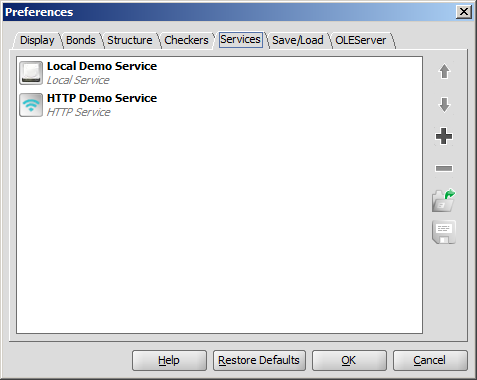 Preferences
Display Bonds Structure Checkers Services Save/Load OLEServer
Local Demo Service
Local Service
HTTP Demo Service
HTTP Service
Help Restore Defaults OK Cancel